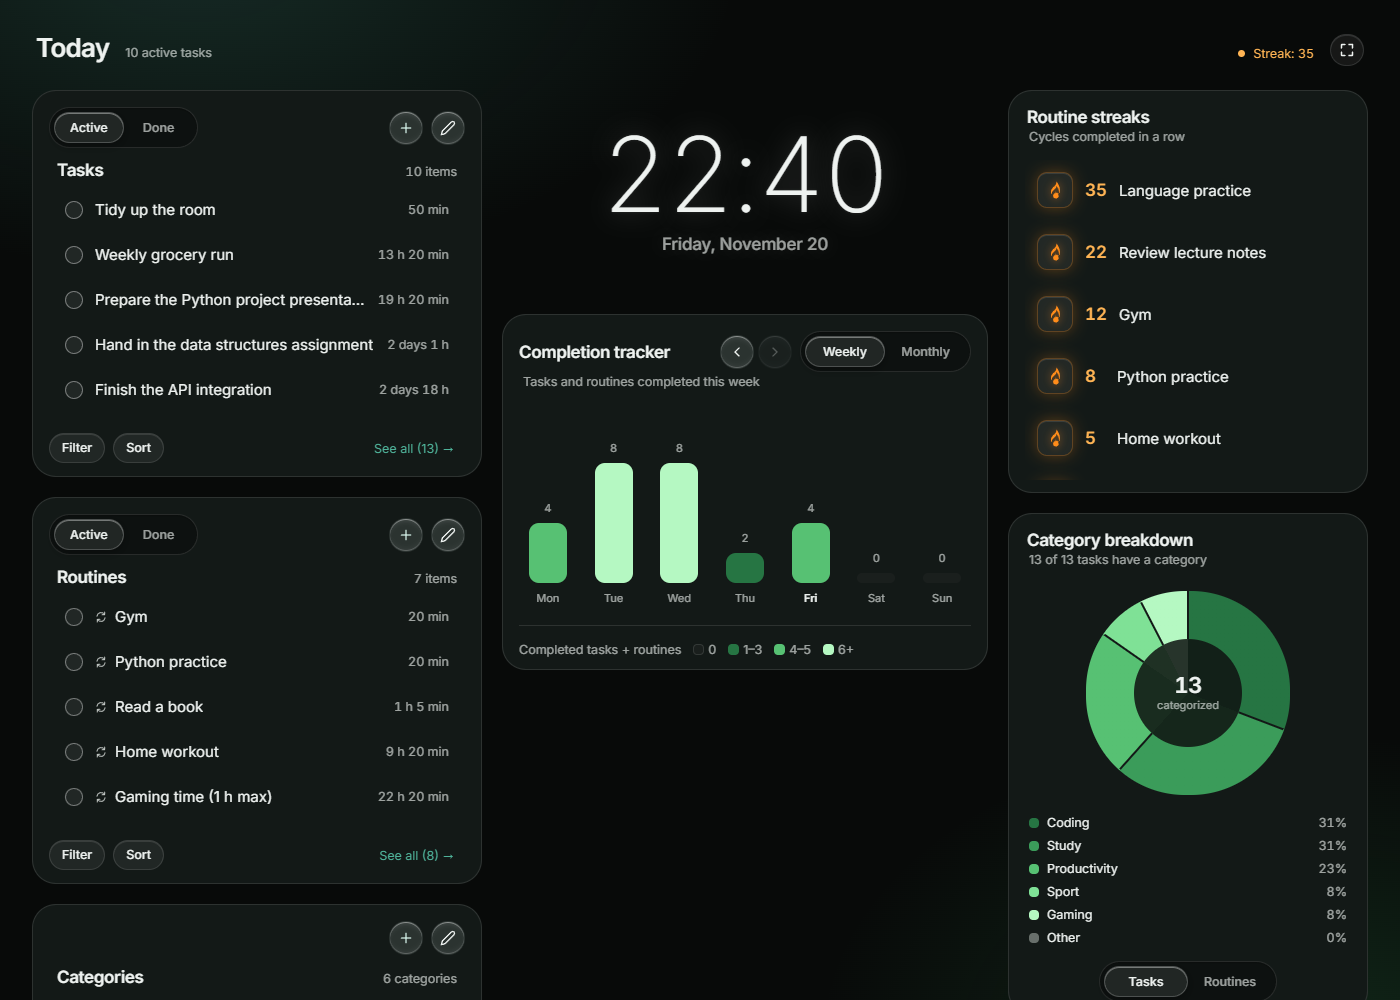 Today
10 active tasks
Streak: 35
Active
Done
Tasks
10 items
Tidy up the room
50 min
Weekly grocery run
13 h 20 min
Prepare the Python project presenta...
19 h 20 min
Hand in the data structures assignment
2 days 1 h
Finish the API integration
2 days 18 h
Filter
Sort
See all (13) →
Active
Done
Routines
7 items
Gym
20 min
Python practice
20 min
Read a book
1 h 5 min
Home workout
9 h 20 min
Gaming time (1 h max)
22 h 20 min
Filter
Sort
See all (8) →
Categories
6 categories
22:40
Friday, November 20
Completion tracker
Weekly
Monthly
Tasks and routines completed this week
4
8
8
2
4
0
0
Mon
Tue
Wed
Thu
Fri
Sat
Sun
Completed tasks + routines
0
1–3
4–5
6+
Routine streaks
Cycles completed in a row
35 Language practice
22 Review lecture notes
12 Gym
8 Python practice
5 Home workout
Category breakdown
13 of 13 tasks have a category
13
categorized
Coding
31%
Study
31%
Productivity
23%
Sport
8%
Gaming
8%
Other
0%
Tasks
Routines